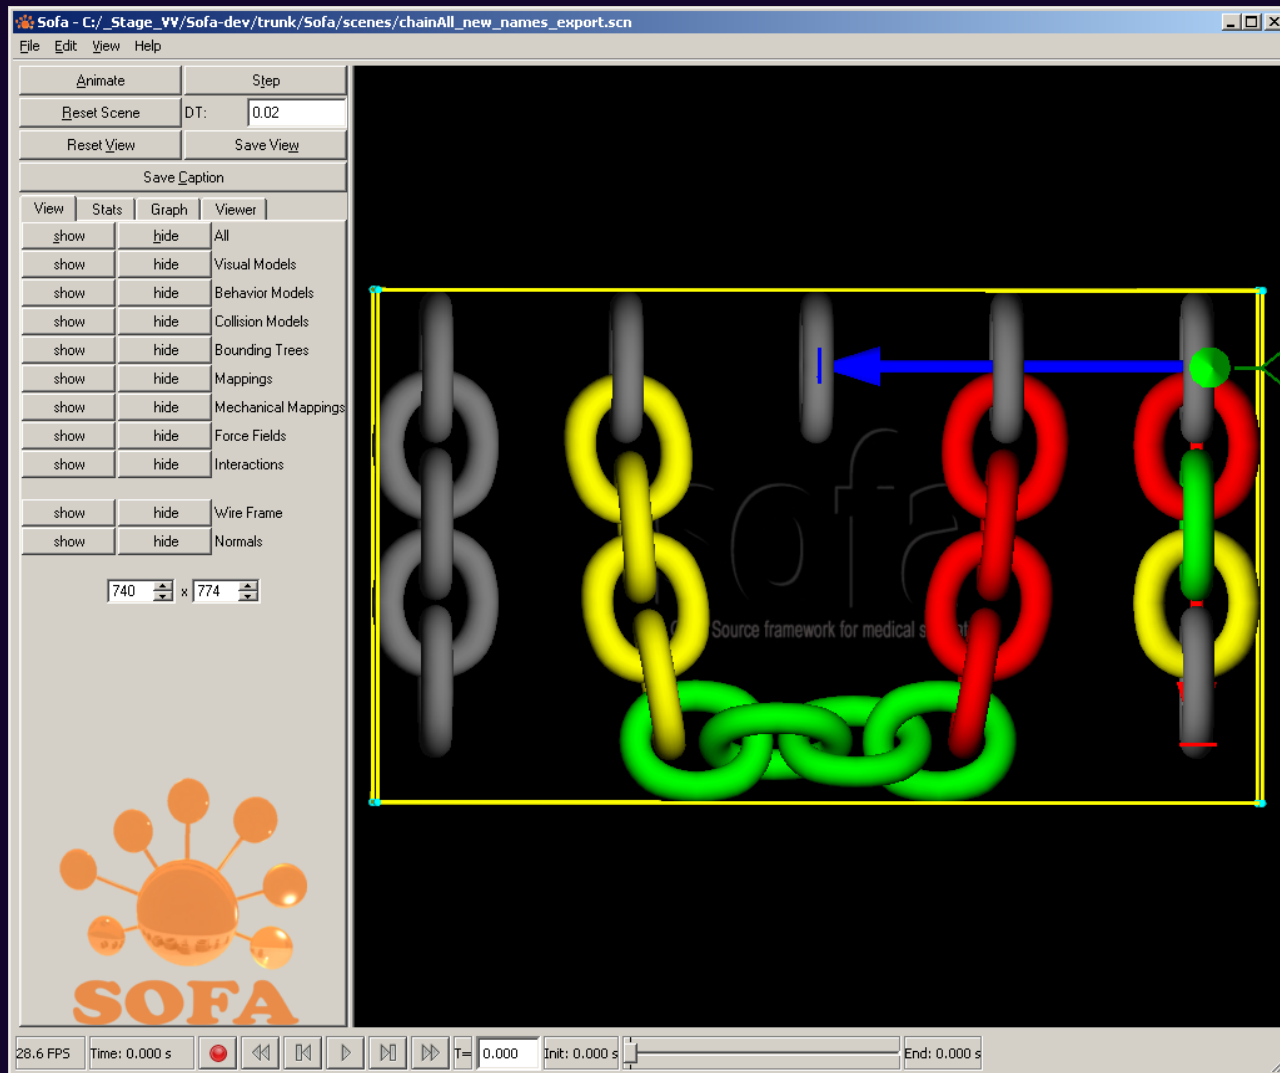 Sofa - C:/_Stage_VV/Sofa-dev/trunk/Sofa/scenes/chainAll_new_names_export.scn
File Edit View Help
Animate Step
Reset Scene DT: 0.02
Reset View Save View
Save Caption
View Stats Graph Viewer
show hide All
show hide Visual Models
show hide Behavior Models
show hide Collision Models
show hide Bounding Trees
show hide Mappings
show hide Mechanical Mappings
show hide Force Fields
show hide Interactions
show hide Wire Frame
show hide Normals
740 x 774
sofa
Source framework for medical
SOFA
28.6 FPS Time: 0.000 s T= 0.000 Init: 0.000 s End: 0.000 s